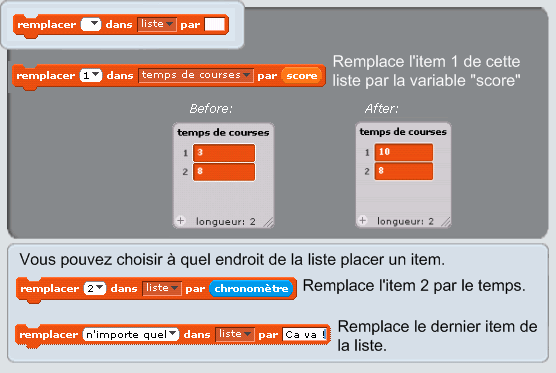 remplacer dans liste par
remplacer 1 dans temps de courses par score
Remplace l'item 1 de cette
liste par la variable "score"
Before:
After:
temps de courses
1 3
2 8
longueur: 2
temps de courses
1 10
2 8
longueur: 2
Vous pouvez choisir à quel endroit de la liste placer un item.
remplacer 2 dans liste par chronomètre
Remplace l'item 2 par le temps.
remplacer n'importe quel dans liste par Ca va !
Remplace le dernier item de
la liste.